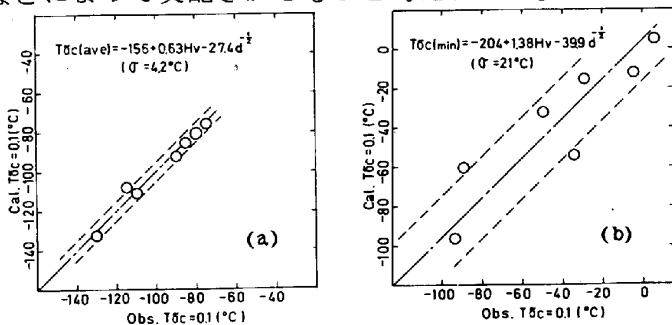 Tδc(ave)=-156+0.63Hv-27.4d^-1/2
(σ=4.2°C)
Cal. Tδc=0.1 (°C)
-40
-60
-80
-100
-120
-140
(a)
-140 -120 -100 -80 -60 -40
Obs. Tδc=0.1 (°C)
Tδc(min)=-204+1.38Hv-39.9d^-1/2
(σ=21°C)
Cal. Tδc=0.1 (°C)
0
-20
-40
-60
-80
-100
(b)
-100 -80 -60 -40 -20 0
Obs. Tδc=0.1 (°C)